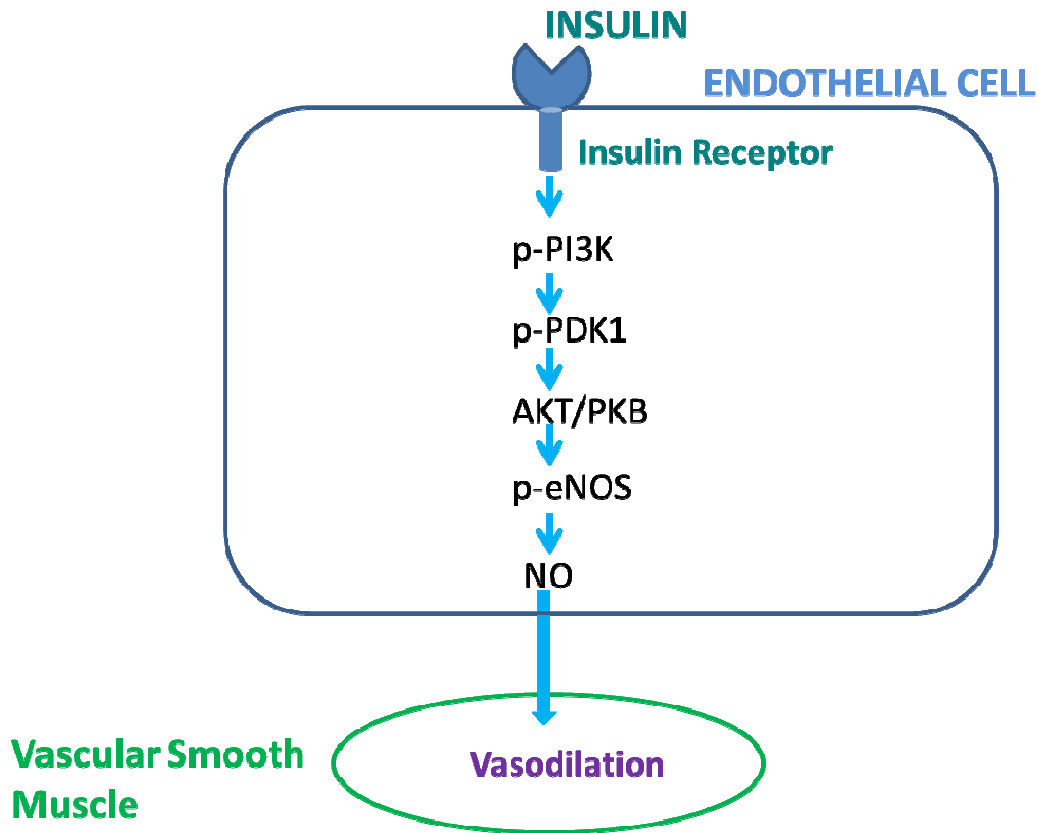 INSULIN
ENDOTHELIAL CELL
Insulin Receptor
p-PI3K
p-PDK1
AKT/PKB
p-eNOS
NO
Vasodilation
Vascular Smooth
Muscle